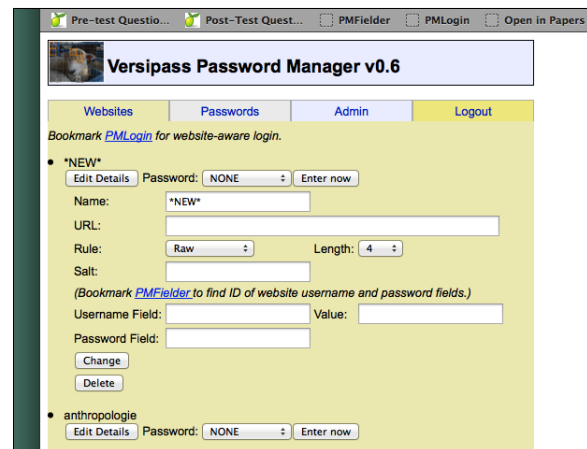 Pre-test Questio... Post-Test Quest... PMFielder PMLogin Open in Papers
Versipass Password Manager v0.6
Websites Passwords Admin Logout
Bookmark PMLogin for website-aware login.
*NEW*
Edit Details Password: NONE Enter now
Name: *NEW*
URL:
Rule: Raw Length: 4
Salt:
(Bookmark PMFielder to find ID of website username and password fields.)
Username Field: Value:
Password Field:
Change
Delete
anthropologie
Edit Details Password: NONE Enter now